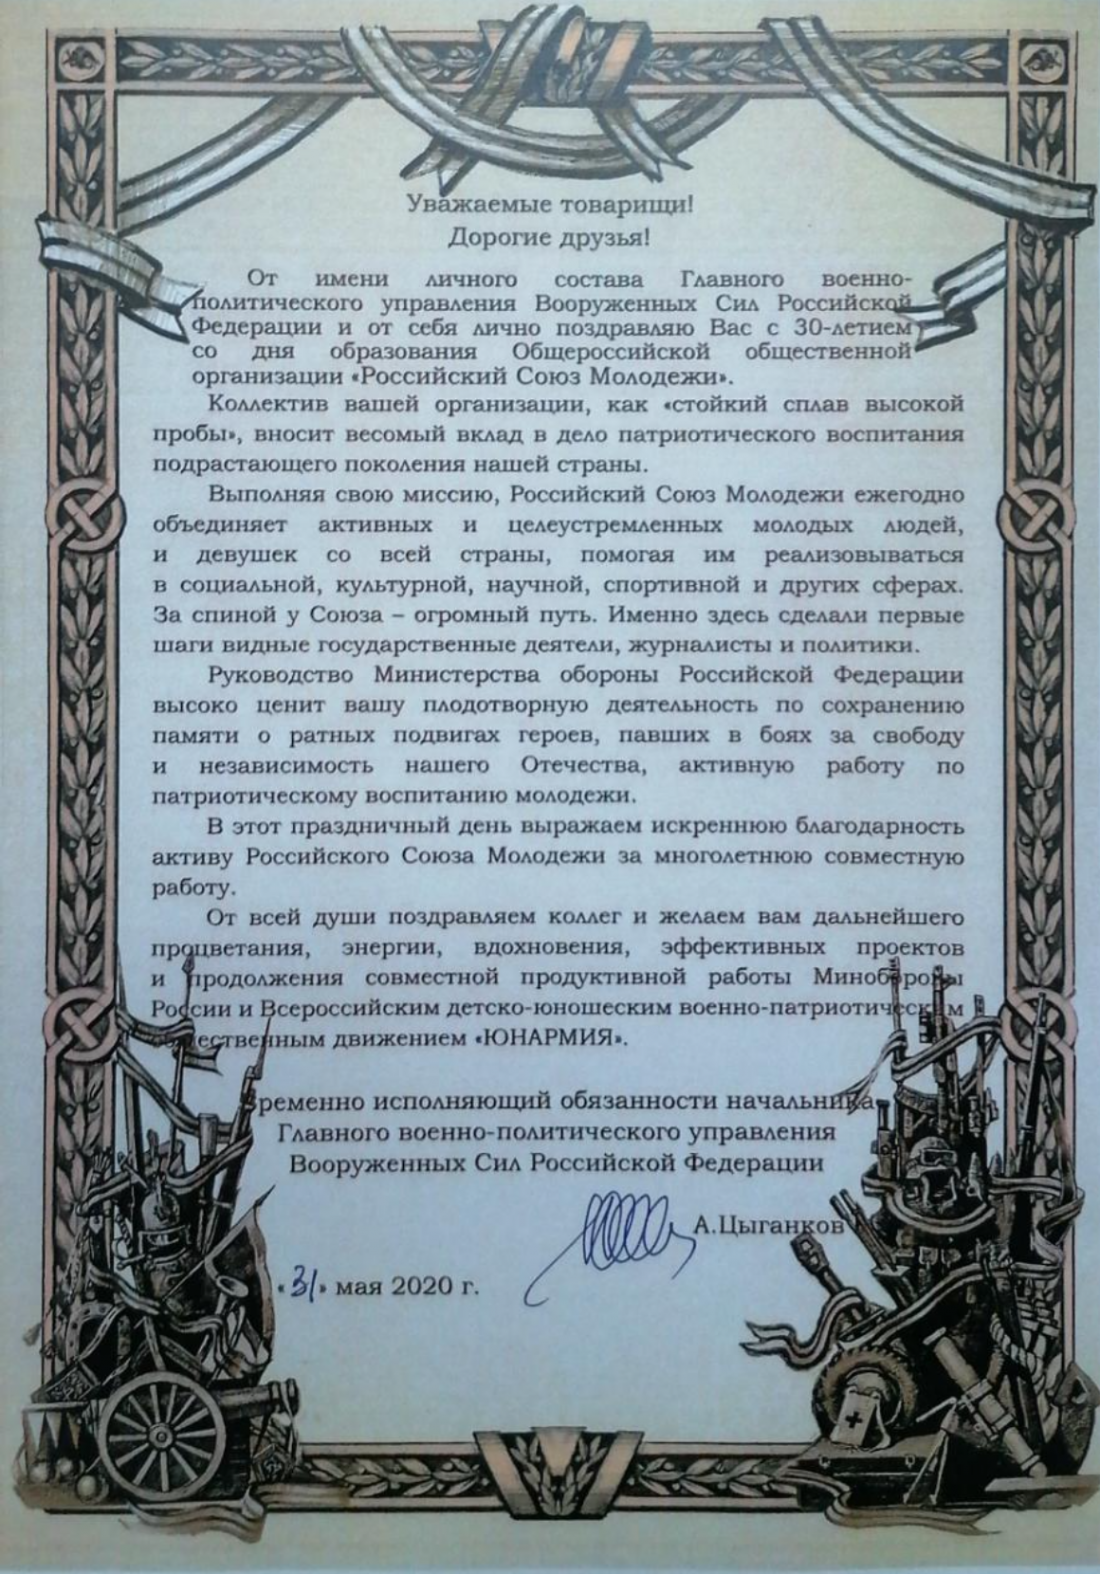 Уважаемые товарищи!
Дорогие друзья!
От имени личного состава Главного военно-
политического управления Вооруженных Сил Российской
Федерации и от себя лично поздравляю Вас с 30-летием
со дня образования Общероссийской общественной
организации «Российский Союз Молодежи».
Коллектив вашей организации, как «стойкий сплав высокой
пробы», вносит весомый вклад в дело патриотического воспитания
подрастающего поколения нашей страны.
Выполняя свою миссию, Российский Союз Молодежи ежегодно
объединяет активных и целеустремленных молодых людей,
и девушек со всей страны, помогая им реализовываться
в социальной, культурной, научной, спортивной и других сферах.
За спиной у Союза – огромный путь. Именно здесь сделали первые
шаги видные государственные деятели, журналисты и политики.
Руководство Министерства обороны Российской Федерации
высоко ценит вашу плодотворную деятельность по сохранению
памяти о ратных подвигах героев, павших в боях за свободу
и независимость нашего Отечества, активную работу по
патриотическому воспитанию молодежи.
В этот праздничный день выражаем искреннюю благодарность
активу Российского Союза Молодежи за многолетнюю совместную
работу.
От всей души поздравляем коллег и желаем вам дальнейшего
процветания, энергии, вдохновения, эффективных проектов
и продолжения совместной продуктивной работы Минобороны
России и Всероссийским детско-юношеским военно-патриотическим
общественным движением «ЮНАРМИЯ».
Временно исполняющий обязанности начальника
Главного военно-политического управления
Вооруженных Сил Российской Федерации
А.Цыганков
«31» мая 2020 г.